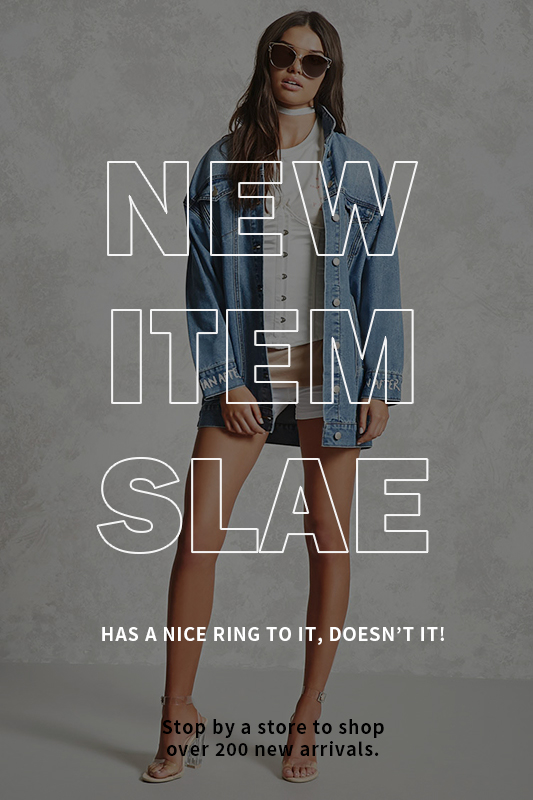 NEW
ITEM
SLAE
HAS A NICE RING TO IT, DOESN’T IT!
Stop by a store to shop
over 200 new arrivals.